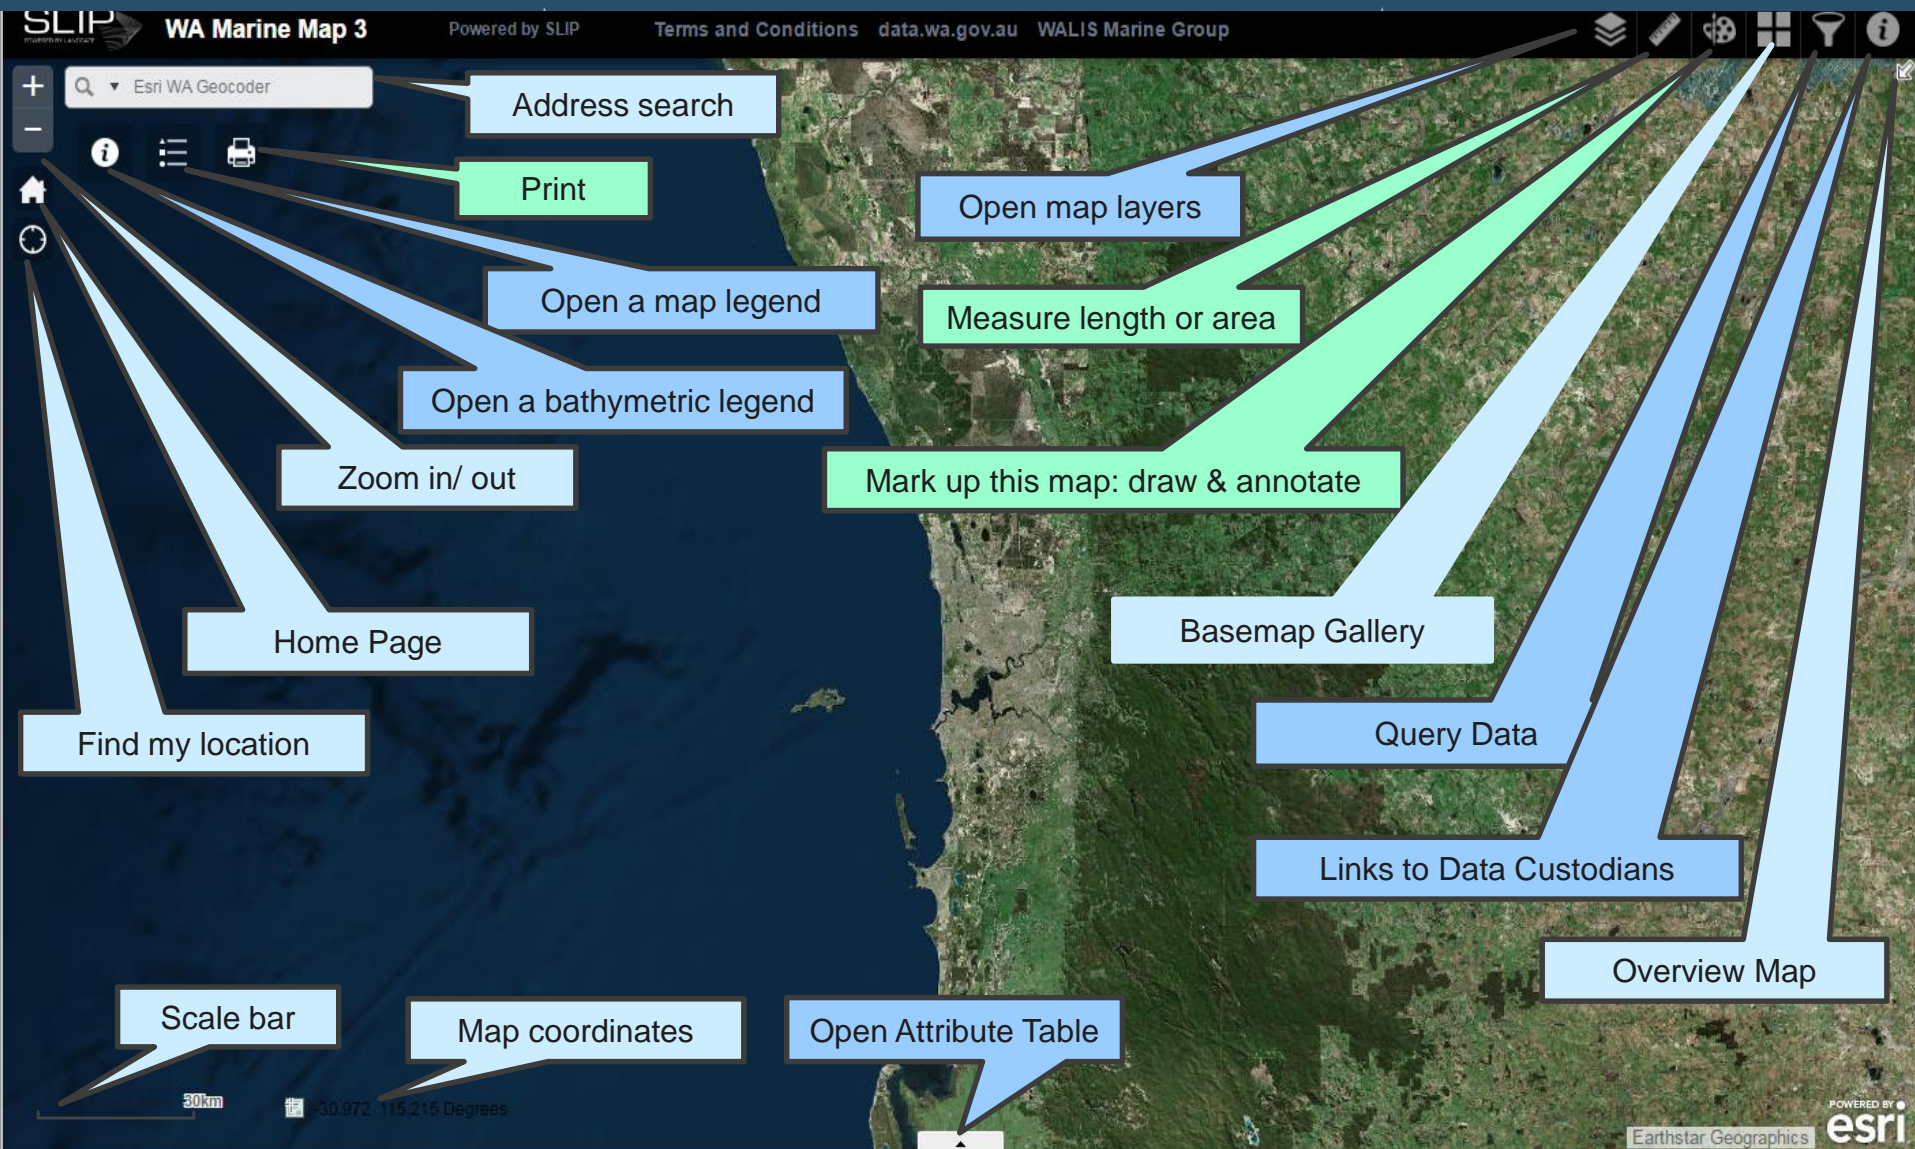 SLIP
POWERED BY LANDGATE
WA Marine Map 3
Powered by SLIP
Terms and Conditions data.wa.gov.au WALIS Marine Group
Esri WA Geocoder
Address search
Print
Open map layers
Open a map legend
Measure length or area
Open a bathymetric legend
Zoom in/ out
Mark up this map: draw & annotate
Home Page
Basemap Gallery
Find my location
Query Data
Links to Data Custodians
Overview Map
Scale bar
Map coordinates
Open Attribute Table
30km
-30.972 115.215 Degrees
POWERED BY
esri
Earthstar Geographics